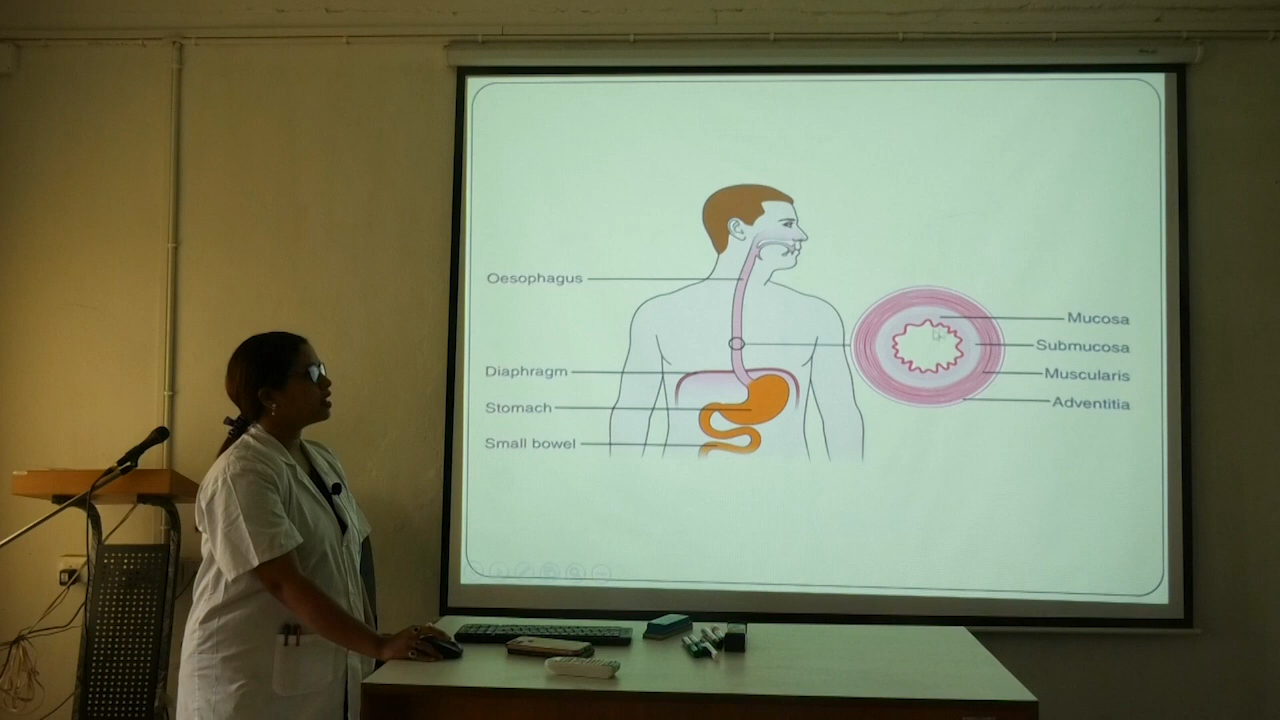 Oesophagus
Diaphragm
Stomach
Small bowel
Mucosa
Submucosa
Muscularis
Adventitia